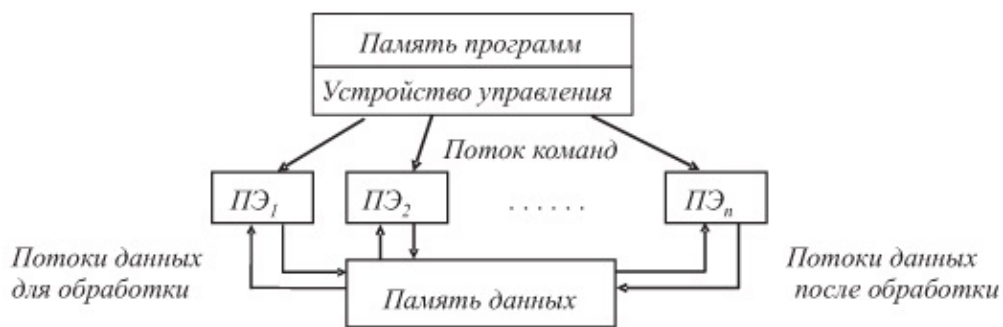 Память программ
Устройство управления
Поток команд
ПЭ₁
ПЭ₂
. . . . . .
ПЭₙ
Потоки данных
для обработки
Память данных
Потоки данных
после обработки